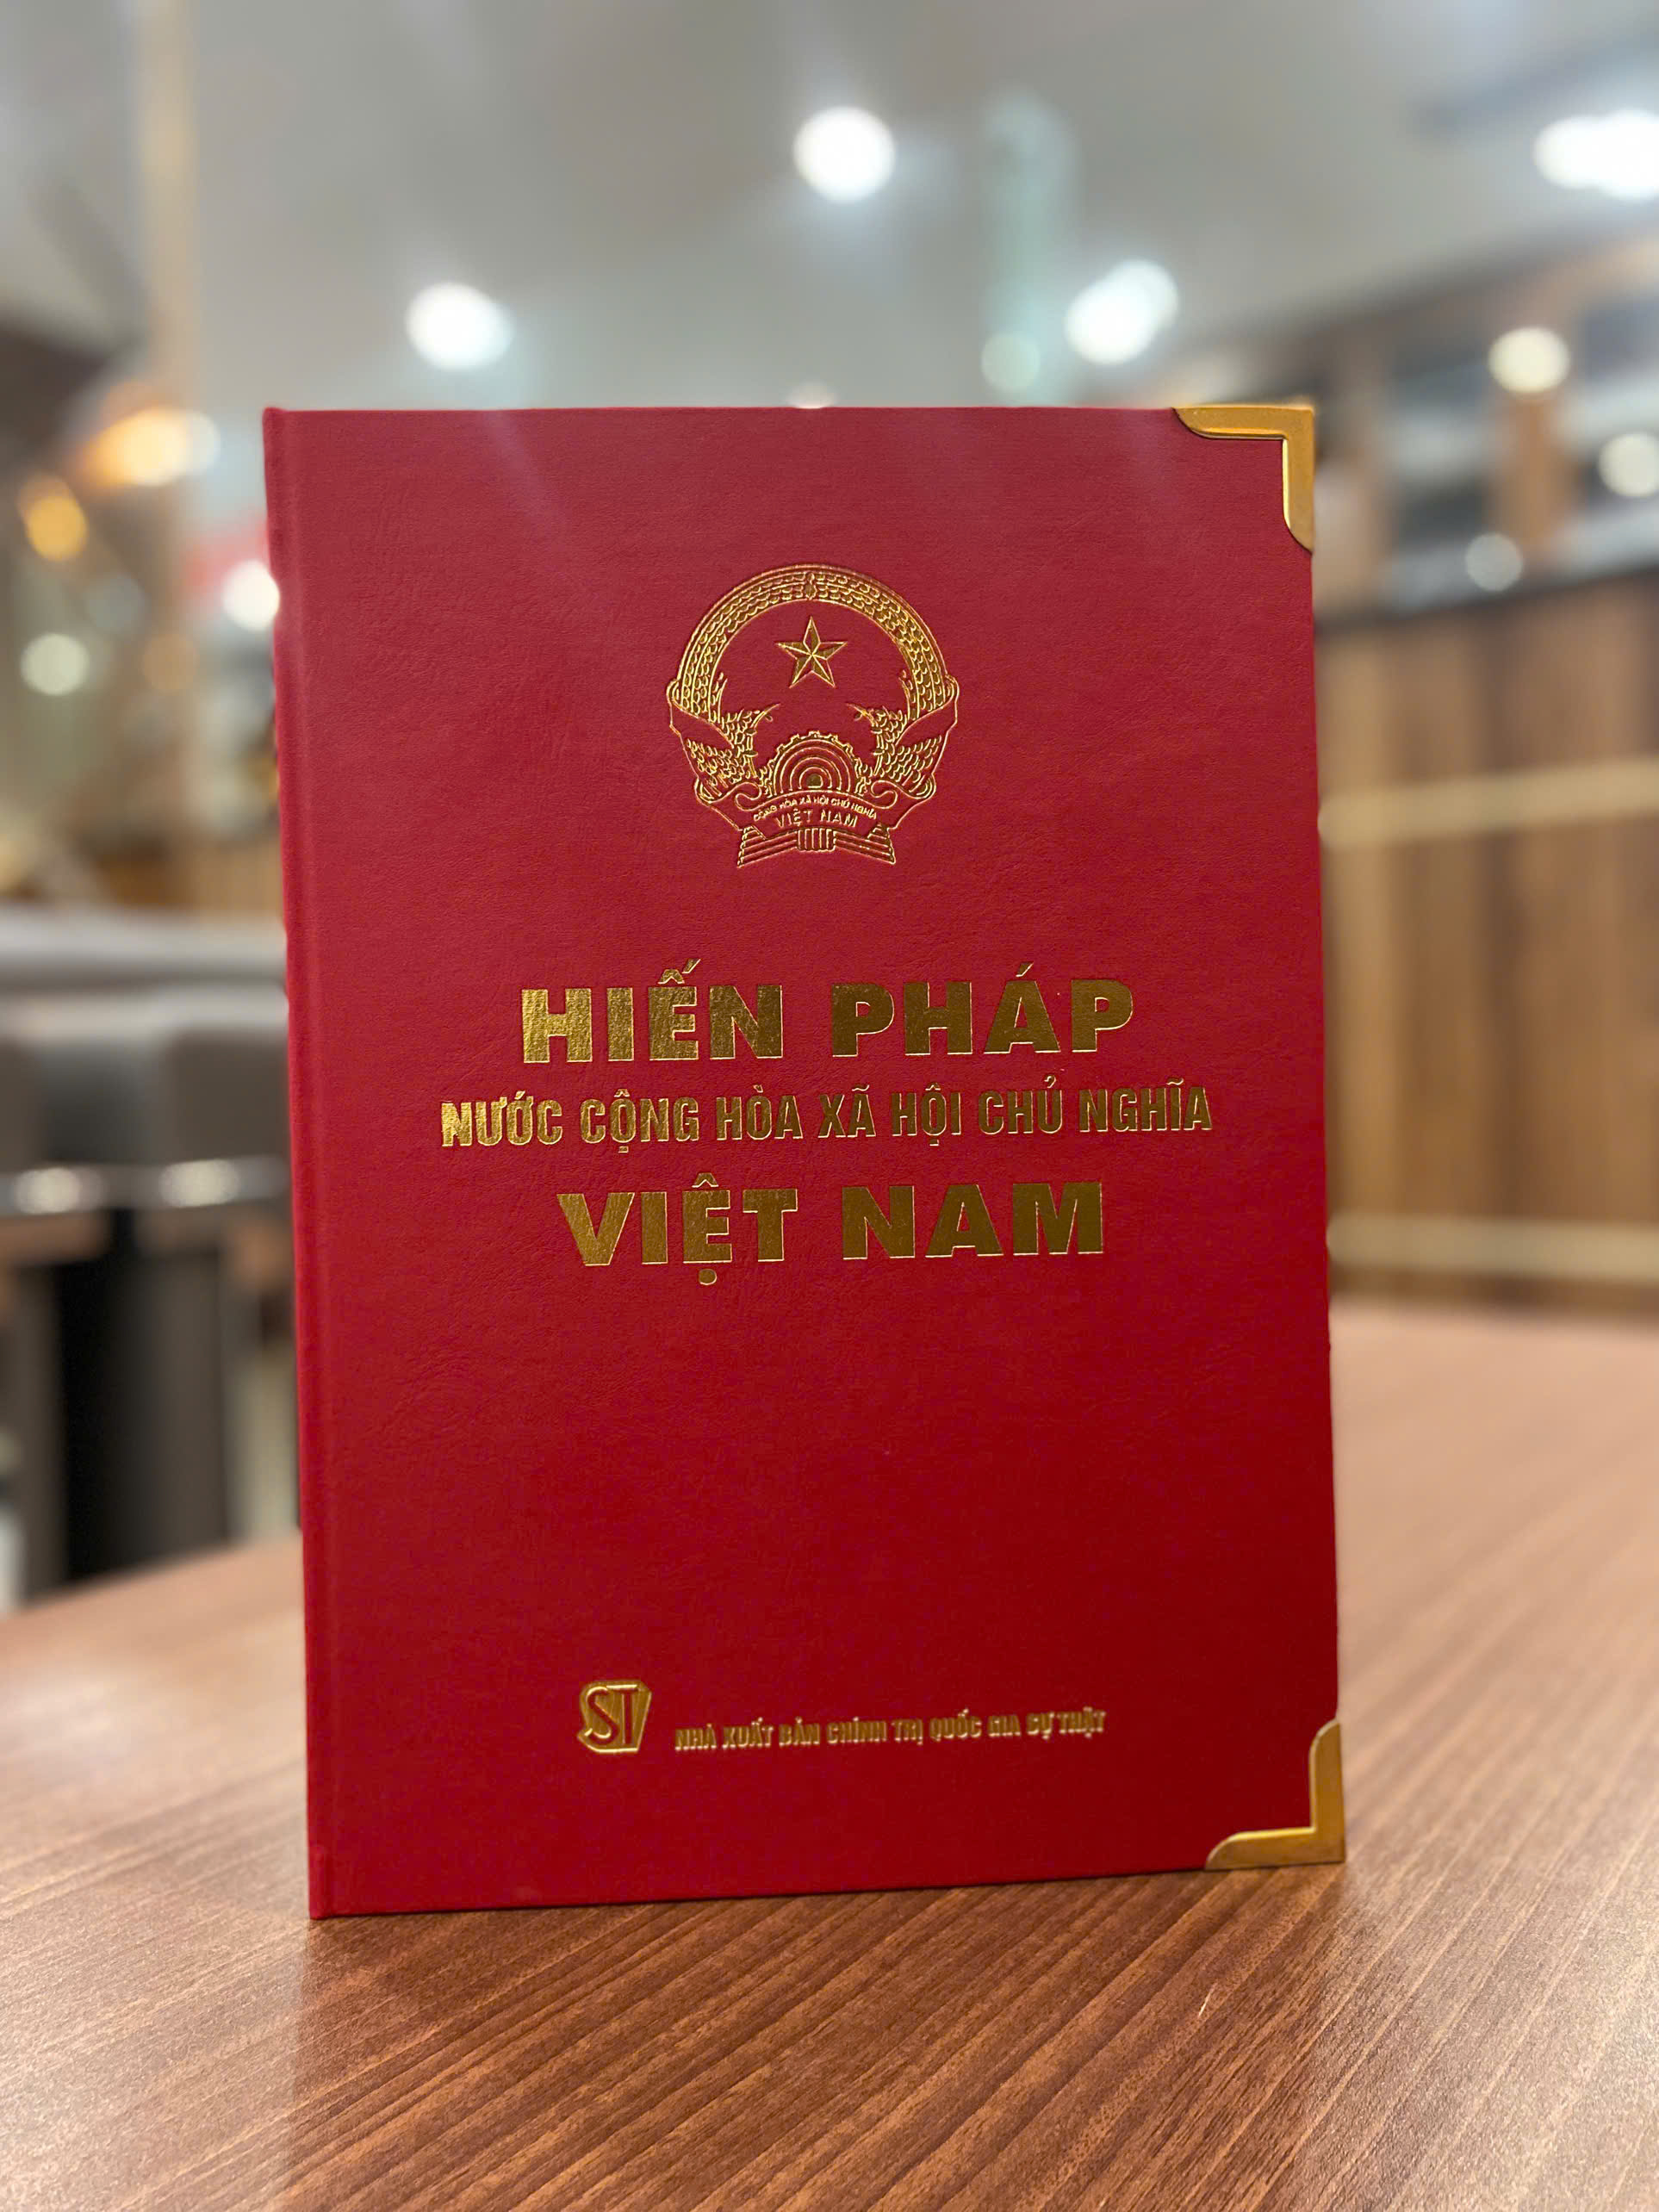 CỘNG HÒA XÃ HỘI CHỦ NGHĨA
VIỆT NAM
HIẾN PHÁP
NƯỚC CỘNG HÒA XÃ HỘI CHỦ NGHĨA
VIỆT NAM
ST
NHÀ XUẤT BẢN CHÍNH TRỊ QUỐC GIA SỰ THẬT